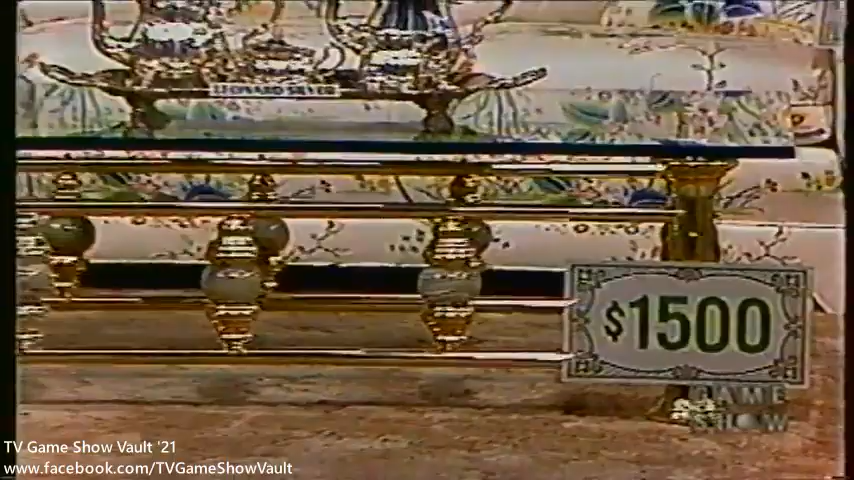 LEONARD SILVER
$1500
GAME
SHOW
TV Game Show Vault '21
www.facebook.com/TVGameShowVault